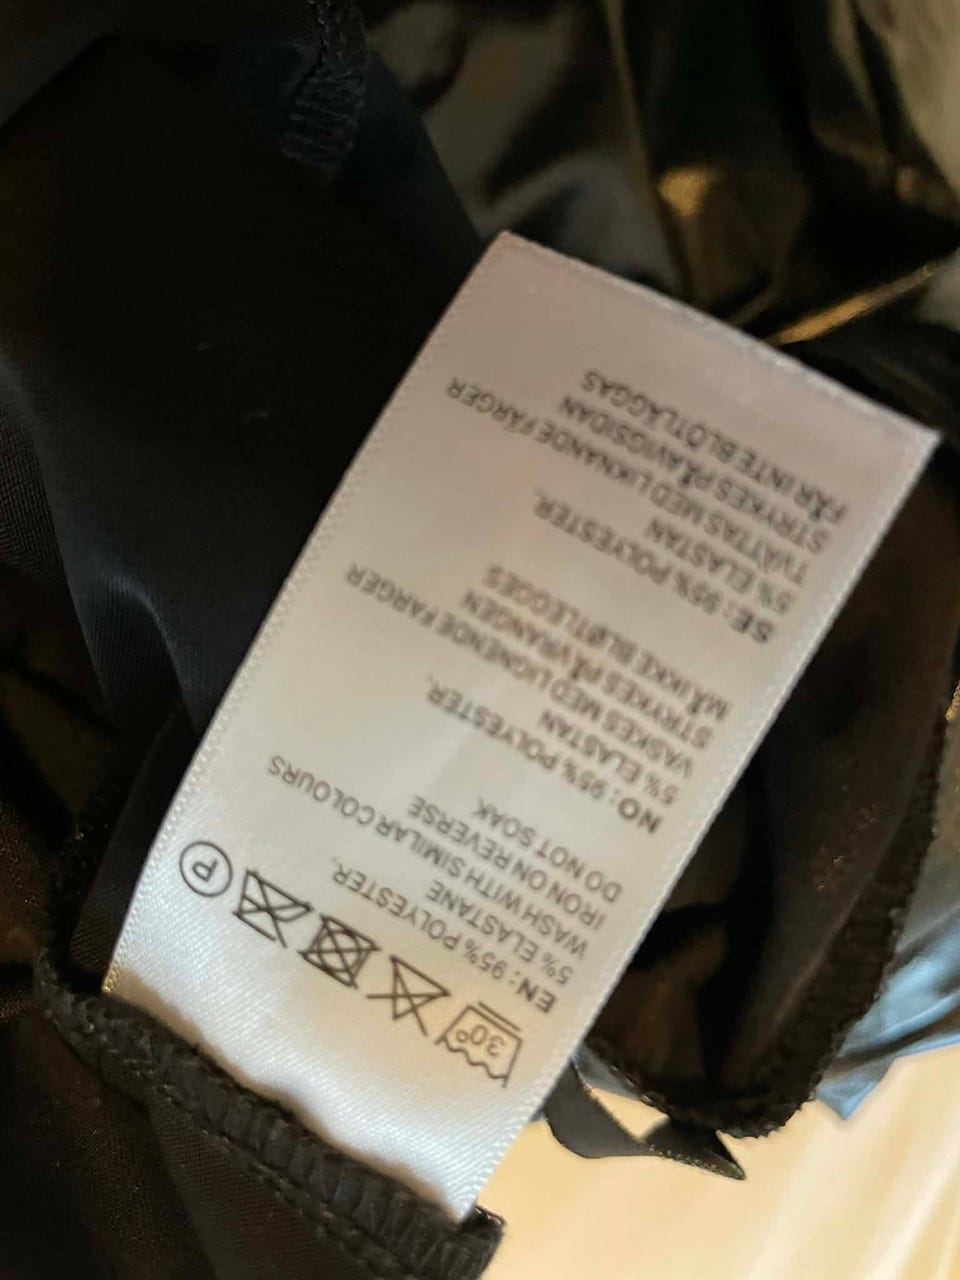 30°
P
EN: 95% POLYESTER,
5% ELASTANE
WASH WITH SIMILAR COLOURS
IRON ON REVERSE
DO NOT SOAK
NO: 95% POLYESTER,
5% ELASTAN
VASKES MED LIGNENDE FARGER
STRYKES PÅ VRANGEN
MÅ IKKE BLØTLEGGES
SE: 95% POLYESTER,
5% ELASTAN
TVÄTTAS MED LIKNANDE FÄRGER
STRYKES PÅ AVIGSIDAN
FÅR INTE BLÖTLÄGGAS